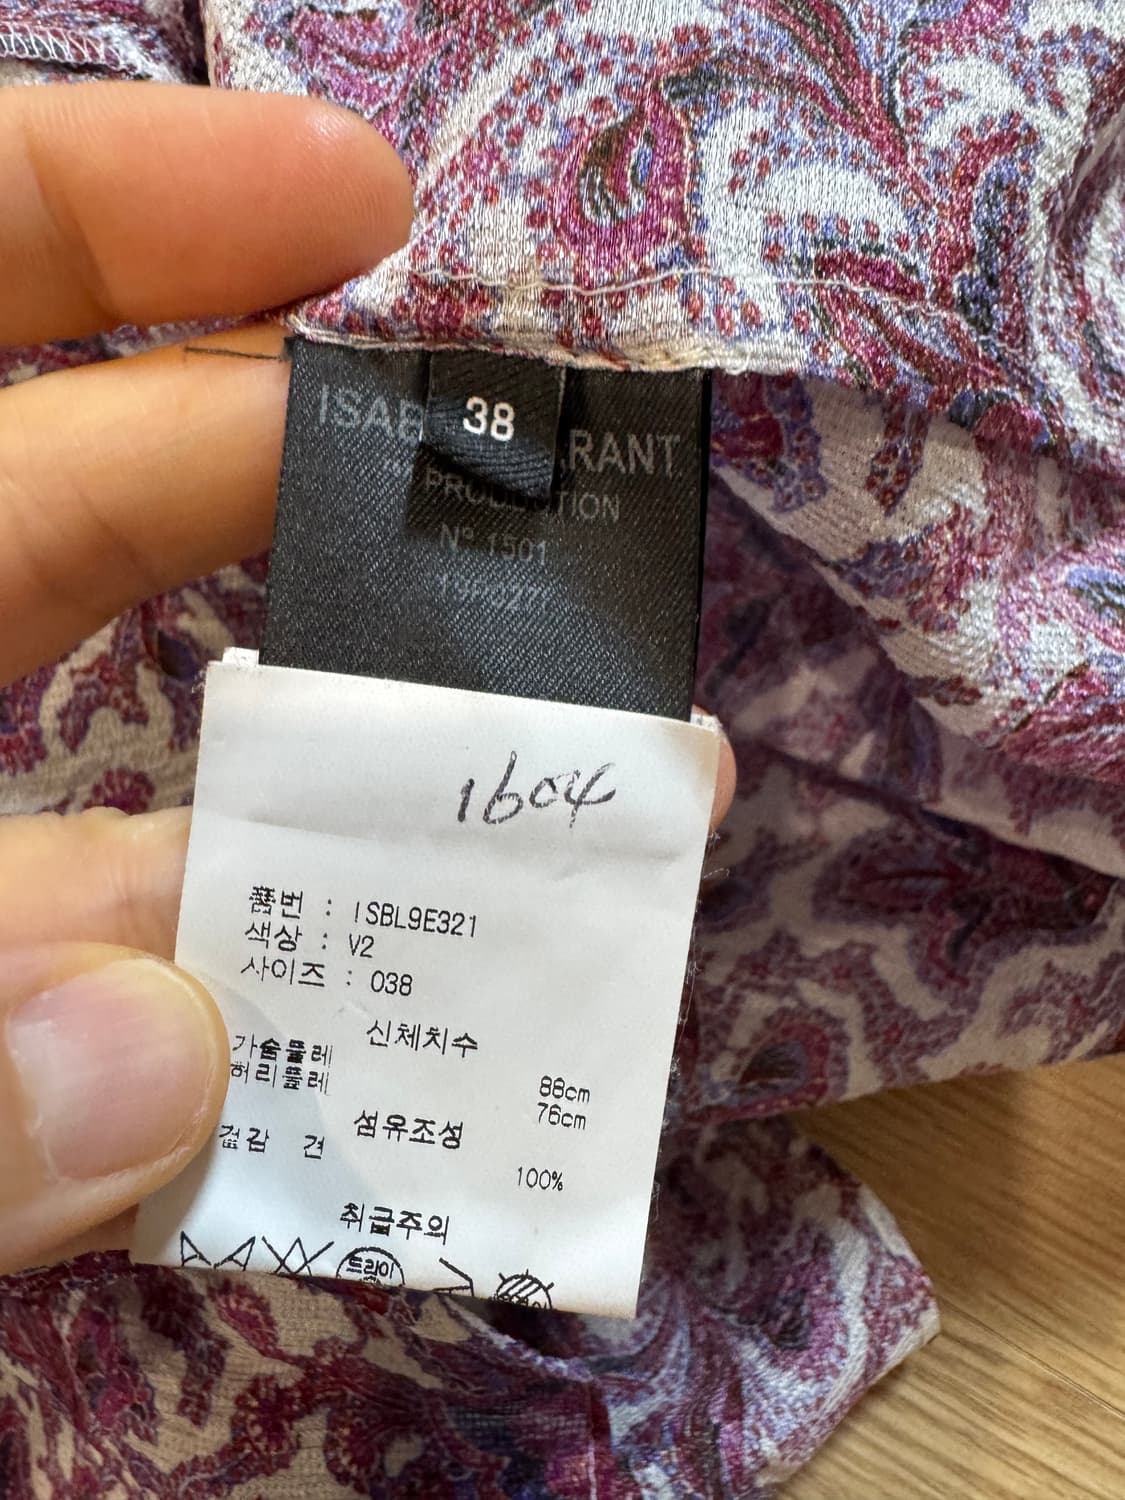 38
ISAB RANT
PRODUCTION
N° 1501
1604
품번 : ISBL9E321
색상 : V2
사이즈 : 038
신체치수
가슴둘레 88cm
허리둘레 76cm
섬유조성
겉감 견 100%
취급주의
드라이